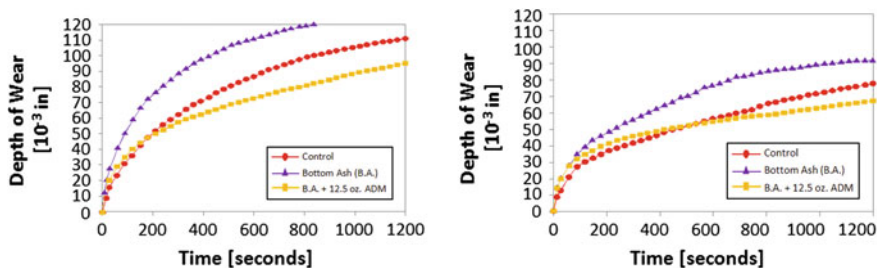 120
110
100
90
80
70
60
50
40
30
20
10
0
Depth of Wear
[10-3 in]
Control
Bottom Ash (B.A.)
B.A. + 12.5 oz. ADM
0 200 400 600 800 1000 1200
Time [seconds]
120
110
100
90
80
70
60
50
40
30
20
10
0
Depth of Wear
[10-3 in]
Control
Bottom Ash (B.A.)
B.A. + 12.5 oz. ADM
0 200 400 600 800 1000 1200
Time [seconds]